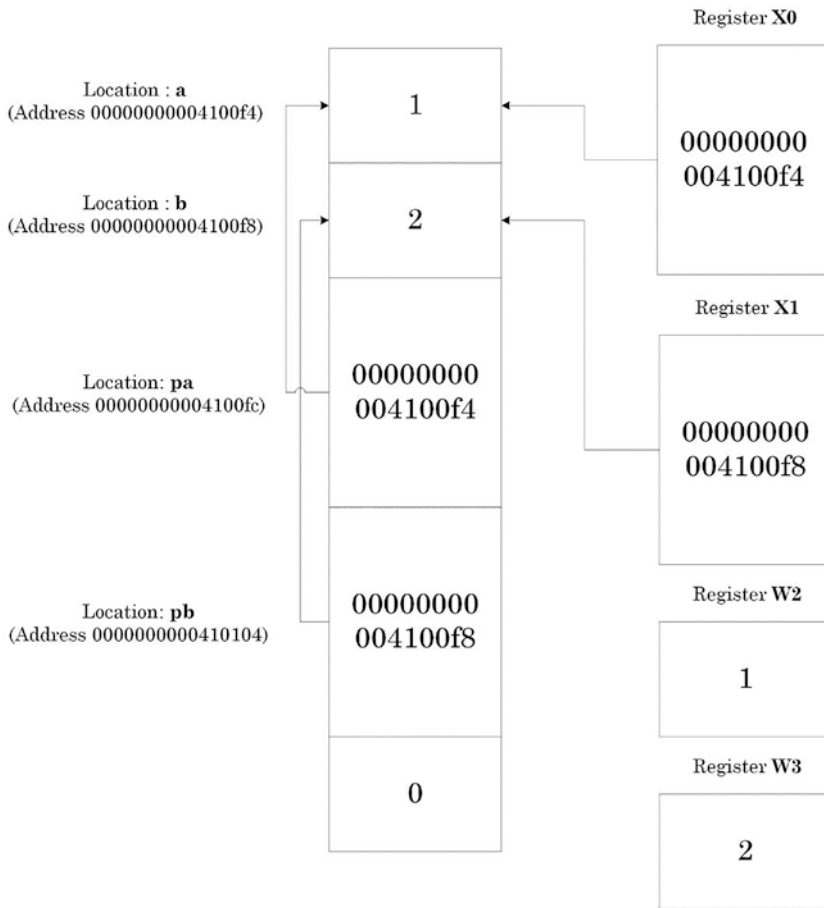 Register X0
Location : a
(Address 00000000004100f4)
1
00000000
004100f4
Location : b
(Address 00000000004100f8)
2
Register X1
Location: pa
(Address 00000000004100fc)
00000000
004100f4
00000000
004100f8
Location: pb
(Address 0000000000410104)
00000000
004100f8
Register W2
1
0
Register W3
2